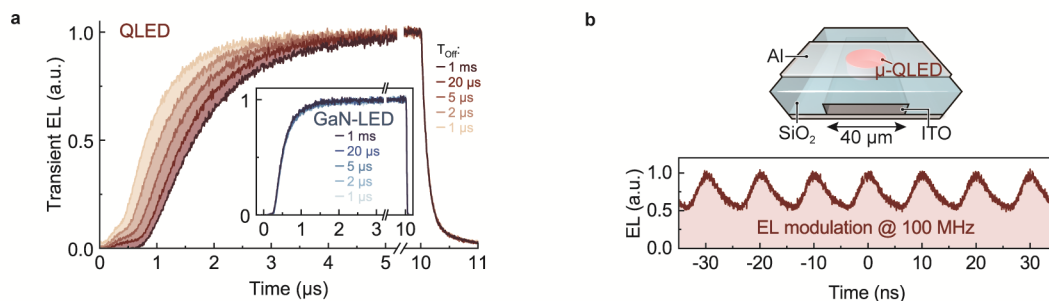 a
QLED
Transient EL (a.u.)
1.0
0.5
0
T_Off:
1 ms
20 µs
5 µs
2 µs
1 µs
1
0
GaN-LED
1 ms
20 µs
5 µs
2 µs
1 µs
0 1 2 3 10
0 1 2 3 4 5 10 11
Time (µs)
b
Al
µ-QLED
SiO₂
40 µm
ITO
EL (a.u.)
1.0
0.5
0.0
EL modulation @ 100 MHz
-30 -20 -10 0 10 20 30
Time (ns)